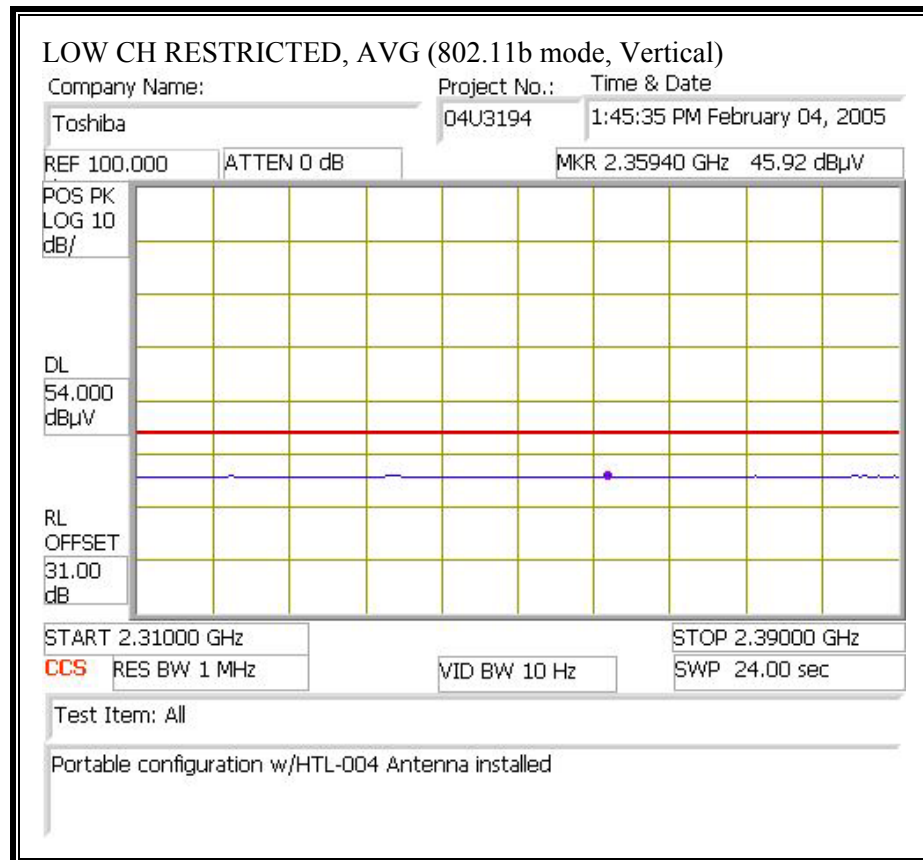 LOW CH RESTRICTED, AVG (802.11b mode, Vertical)
Company Name: Project No.: Time & Date
Toshiba 04U3194 1:45:35 PM February 04, 2005
REF 100.000 ATTEN 0 dB MKR 2.35940 GHz 45.92 dBµV
POS PK
LOG 10
dB/
DL
54.000
dBµV
RL
OFFSET
31.00
dB
START 2.31000 GHz STOP 2.39000 GHz
CCS RES BW 1 MHz VID BW 10 Hz SWP 24.00 sec
Test Item: All
Portable configuration w/HTL-004 Antenna installed